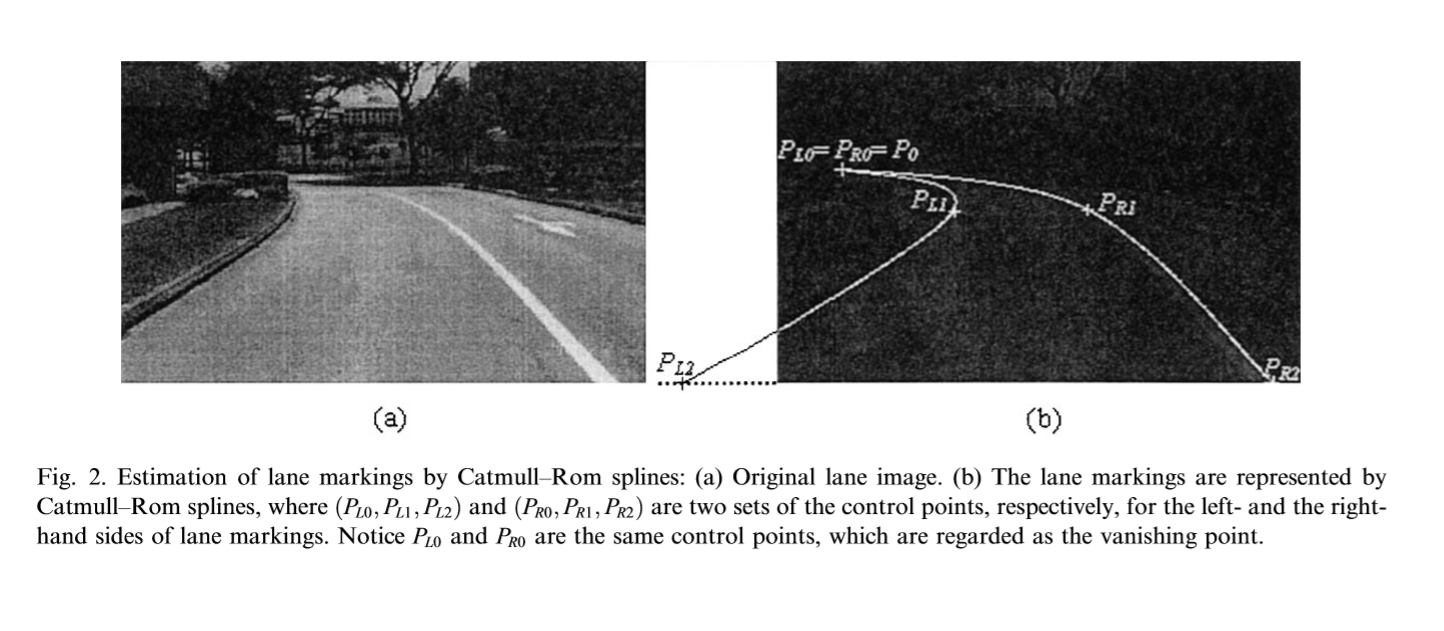 P_L0= P_R0= P_0
P_L1
P_R1
P_L2
P_R2
(a)
(b)
Fig. 2. Estimation of lane markings by Catmull–Rom splines: (a) Original lane image. (b) The lane markings are represented by
Catmull–Rom splines, where (P_L0, P_L1, P_L2) and (P_R0, P_R1, P_R2) are two sets of the control points, respectively, for the left- and the right-
hand sides of lane markings. Notice P_L0 and P_R0 are the same control points, which are regarded as the vanishing point.